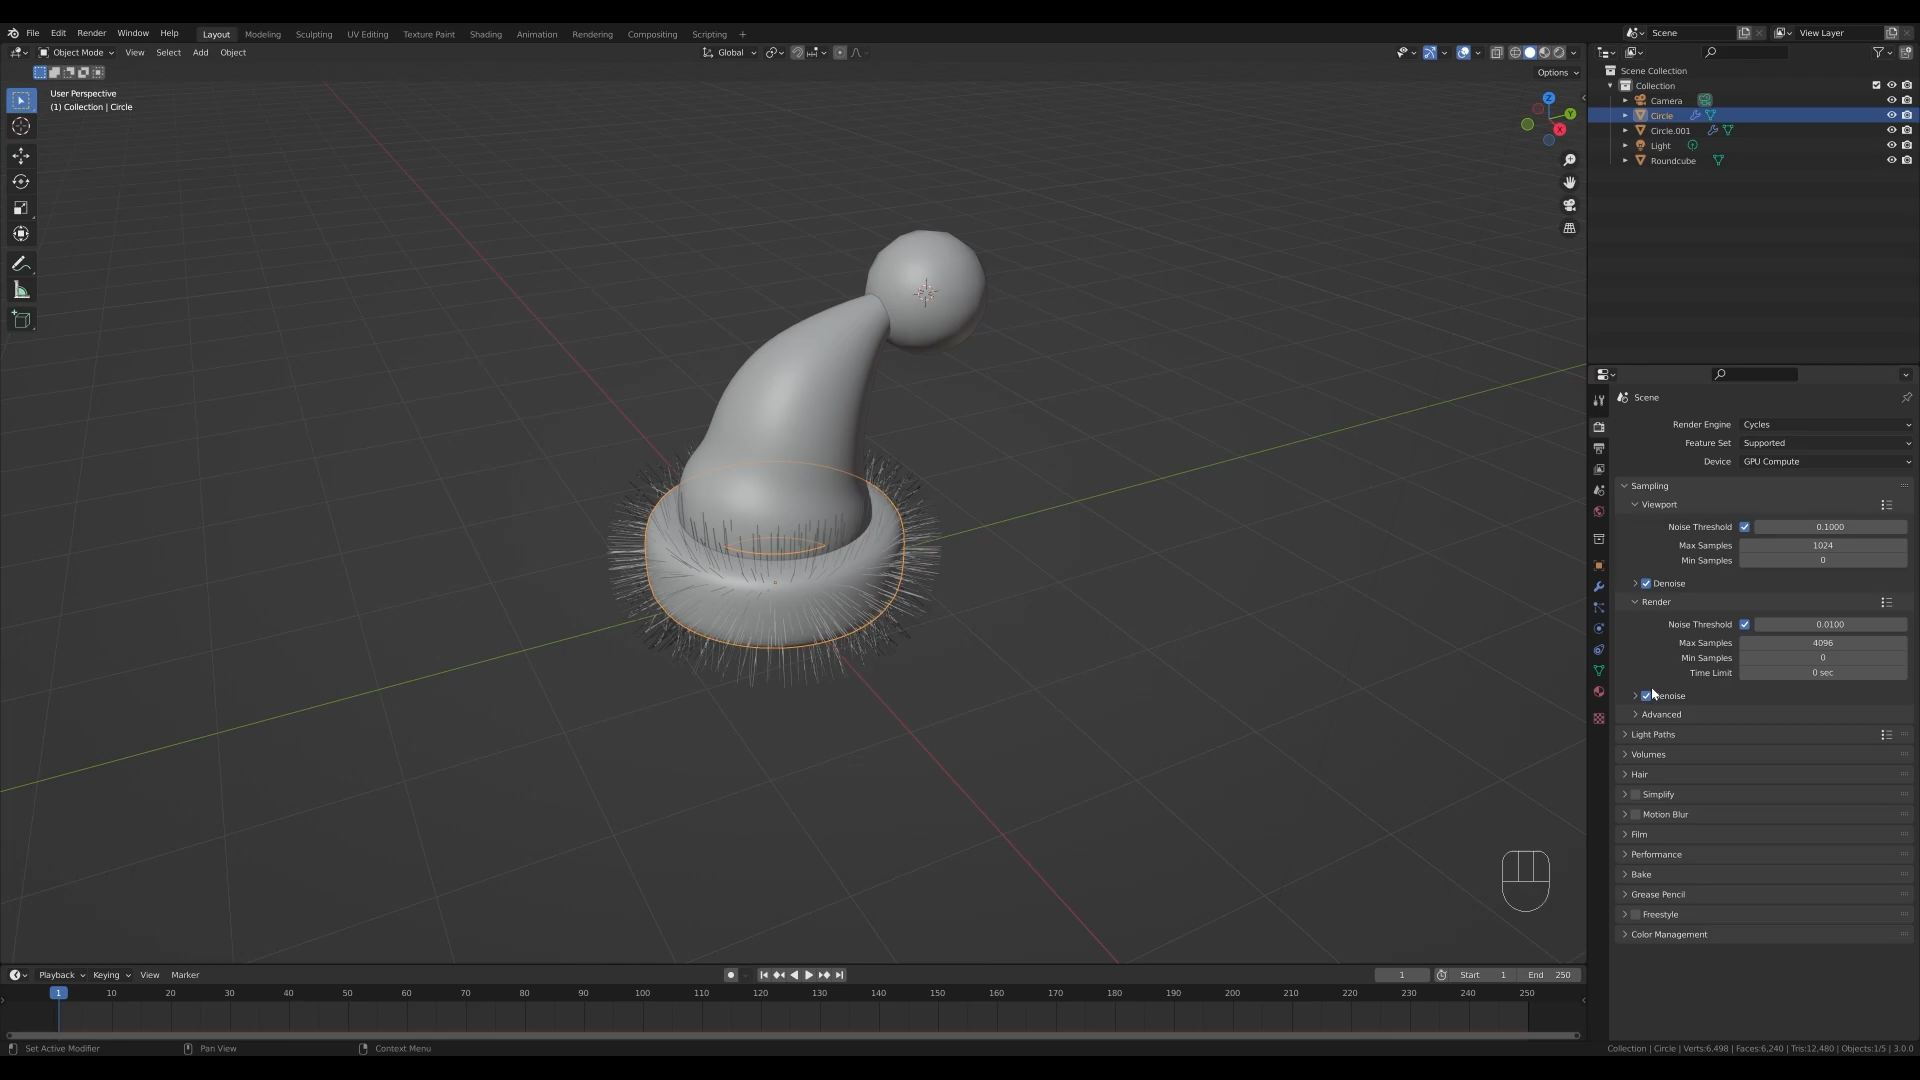 File Edit Render Window Help Layout Modeling Sculpting UV Editing Texture Paint Shading Animation Rendering Compositing Scripting + Scene View Layer
Object Mode View Select Add Object Global
Options
User Perspective
(1) Collection | Circle
Z
Y
X
Scene Collection
Collection
Camera
Circle
Circle.001
Light
Roundcube
Scene
Render Engine Cycles
Feature Set Supported
Device GPU Compute
Sampling
Viewport
Noise Threshold 0.1000
Max Samples 1024
Min Samples 0
Denoise
Render
Noise Threshold 0.0100
Max Samples 4096
Min Samples 0
Time Limit 0 sec
Advanced
Light Paths
Volumes
Hair
Simplify
Motion Blur
Film
Performance
Bake
Grease Pencil
Freestyle
Color Management
Playback Keying View Marker 1 Start 1 End 250
1 10 20 30 40 50 60 70 80 90 100 110 120 130 140 150 160 170 180 190 200 210 220 230 240 250
Set Active Modifier Pan View Context Menu Collection | Circle | Verts:6,498 | Faces:6,240 | Tris:12,480 | Objects:1/5 | 3.0.0